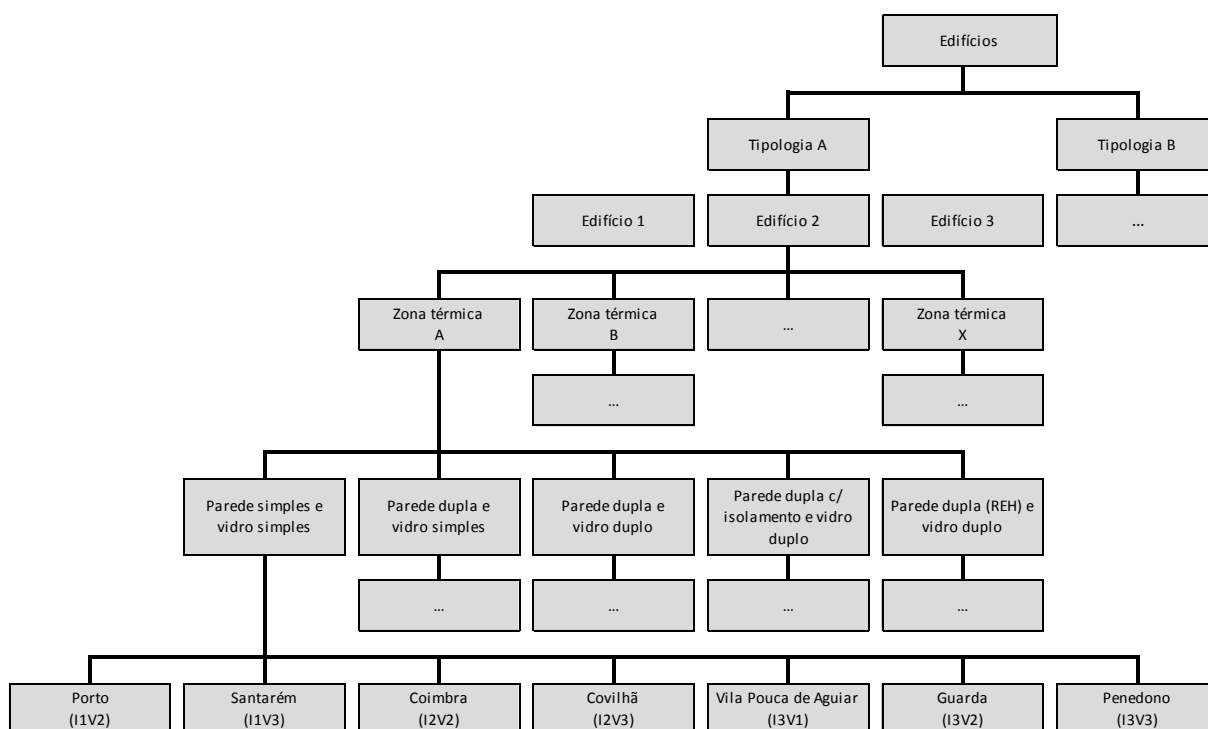 Edifícios
Tipologia A
Tipologia B
Edifício 1
Edifício 2
Edifício 3
...
Zona térmica
A
Zona térmica
B
...
Zona térmica
X
...
...
Parede simples e
vidro simples
Parede dupla e
vidro simples
Parede dupla e
vidro duplo
Parede dupla c/
isolamento e vidro
duplo
Parede dupla (REH) e
vidro duplo
...
...
...
...
Porto
(I1V2)
Santarém
(I1V3)
Coimbra
(I2V2)
Covilhã
(I2V3)
Vila Pouca de Aguiar
(I3V1)
Guarda
(I3V2)
Penedono
(I3V3)